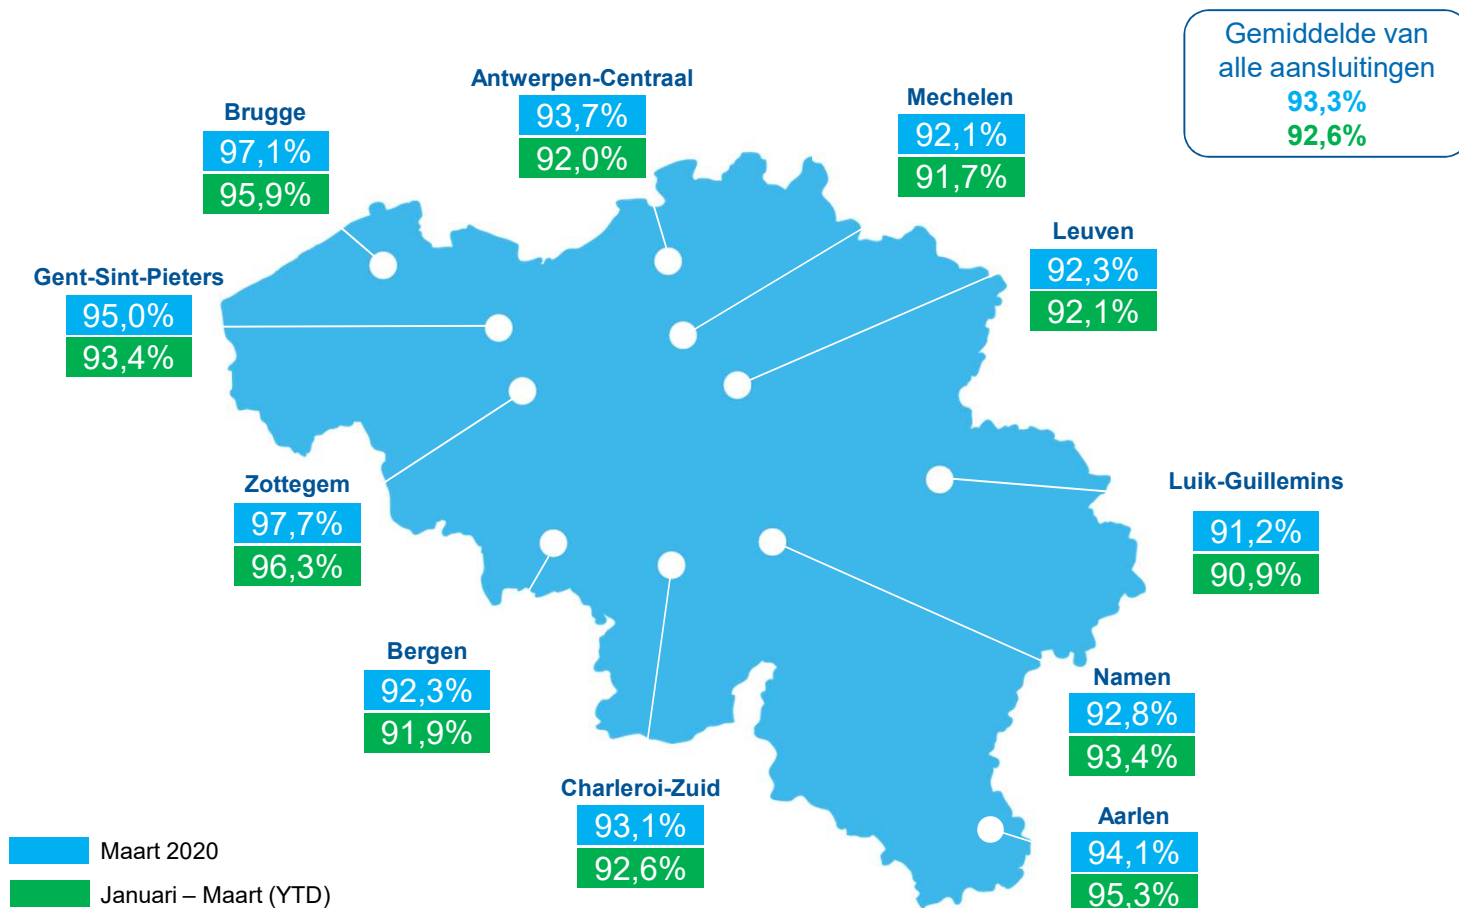 Gemiddelde van
alle aansluitingen
93,3%
92,6%
Antwerpen-Centraal
93,7%
92,0%
Mechelen
92,1%
91,7%
Brugge
97,1%
95,9%
Leuven
92,3%
92,1%
Gent-Sint-Pieters
95,0%
93,4%
Zottegem
97,7%
96,3%
Luik-Guillemins
91,2%
90,9%
Bergen
92,3%
91,9%
Namen
92,8%
93,4%
Charleroi-Zuid
93,1%
92,6%
Aarlen
94,1%
95,3%
Maart 2020
Januari – Maart (YTD)